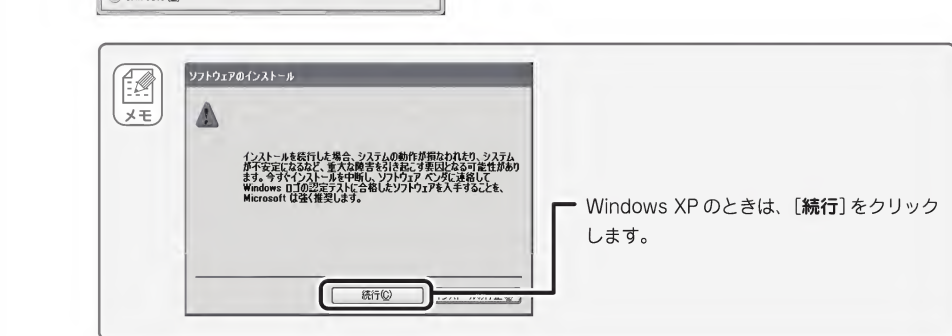 メモ
ソフトウェアのインストール
インストールを続行した場合、システムの動作が損なわれたり、システム
が不安定になるなど、重大な障害を引き起こす要因となる可能性があり
ます。今すぐインストールを中断し、ソフトウェア ベンダに連絡して
Windows ロゴの認定テストに合格したソフトウェアを入手することを、
Microsoft は強く推奨します。
Windows XP のときは、[続行]をクリック
します。
続行(C)